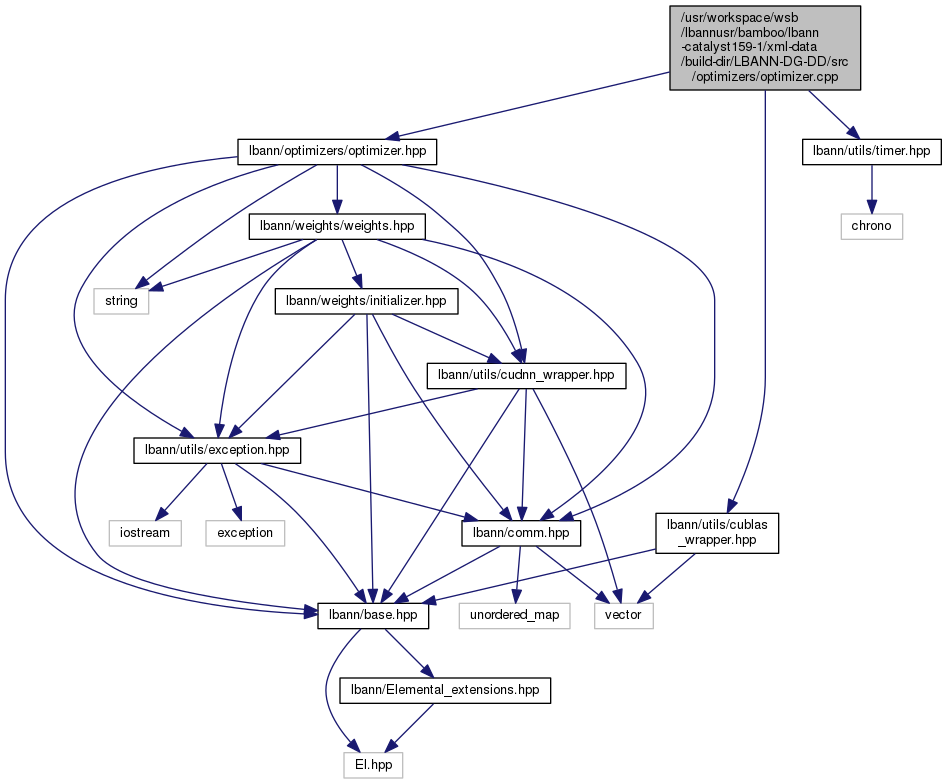 /usr/workspace/wsb
/lbannusr/bamboo/lbann
-catalyst159-1/xml-data
/build-dir/LBANN-DG-DD/src
/optimizers/optimizer.cpp
lbann/optimizers/optimizer.hpp
lbann/utils/timer.hpp
lbann/weights/weights.hpp
chrono
string
lbann/weights/initializer.hpp
lbann/utils/cudnn_wrapper.hpp
lbann/utils/exception.hpp
iostream
exception
lbann/comm.hpp
lbann/utils/cublas
_wrapper.hpp
lbann/base.hpp
unordered_map
vector
lbann/Elemental_extensions.hpp
El.hpp